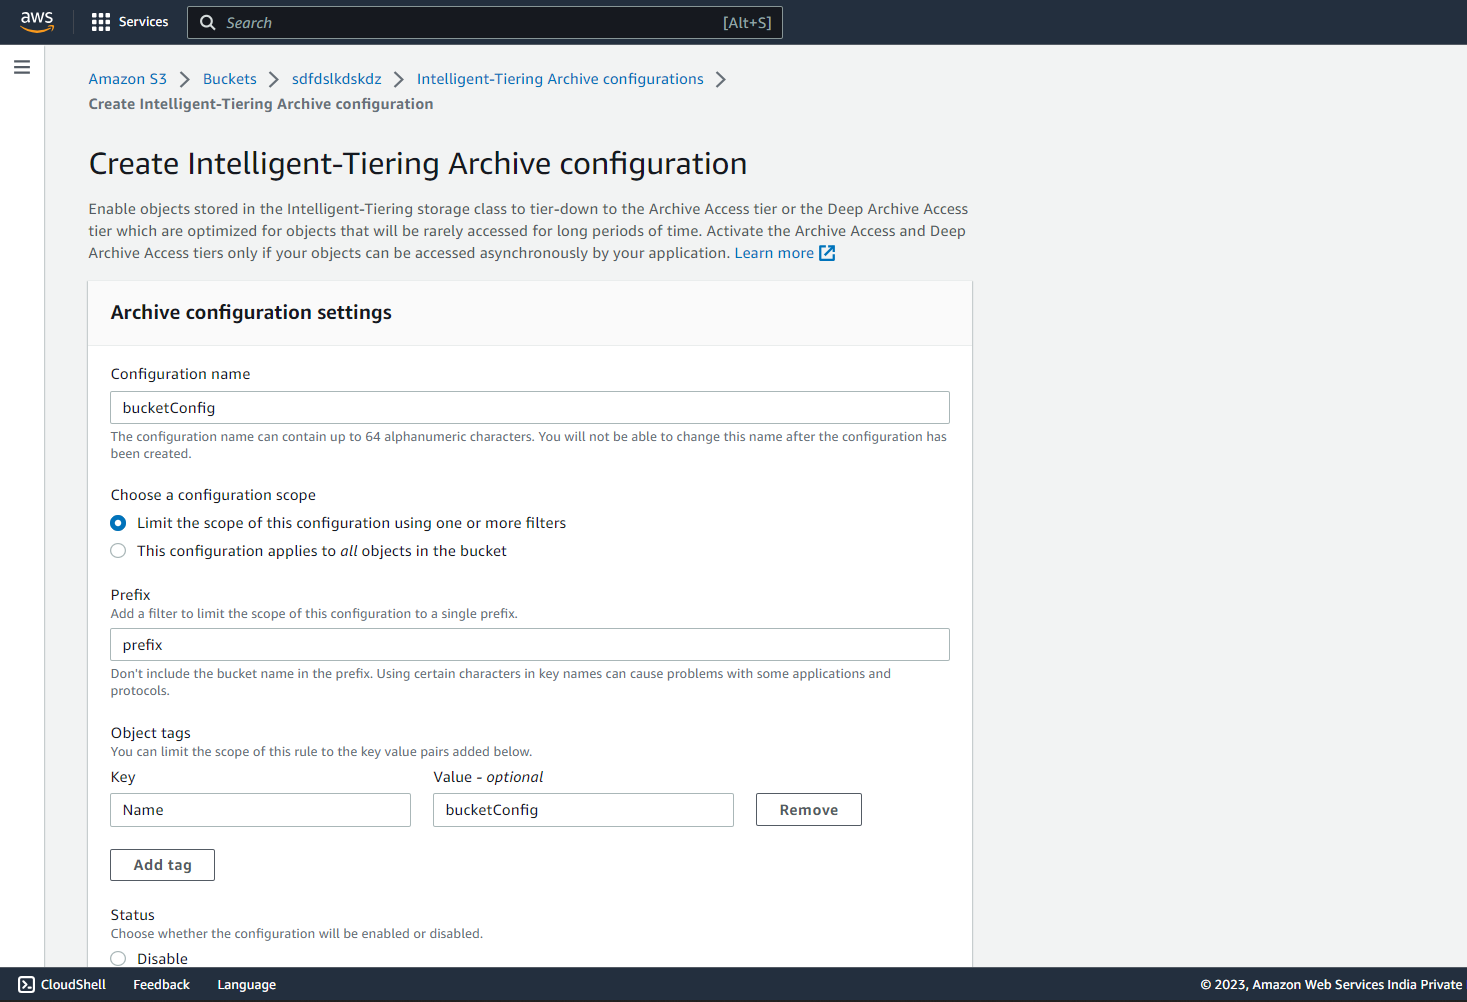 aws
Services
Search
[Alt+S]
Amazon S3 > Buckets > sdfdslkdskdz > Intelligent-Tiering Archive configurations >
Create Intelligent-Tiering Archive configuration
Create Intelligent-Tiering Archive configuration
Enable objects stored in the Intelligent-Tiering storage class to tier-down to the Archive Access tier or the Deep Archive Access
tier which are optimized for objects that will be rarely accessed for long periods of time. Activate the Archive Access and Deep
Archive Access tiers only if your objects can be accessed asynchronously by your application. Learn more
Archive configuration settings
Configuration name
bucketConfig
The configuration name can contain up to 64 alphanumeric characters. You will not be able to change this name after the configuration has
been created.
Choose a configuration scope
Limit the scope of this configuration using one or more filters
This configuration applies to all objects in the bucket
Prefix
Add a filter to limit the scope of this configuration to a single prefix.
prefix
Don't include the bucket name in the prefix. Using certain characters in key names can cause problems with some applications and
protocols.
Object tags
You can limit the scope of this rule to the key value pairs added below.
Key
Value - optional
Name
bucketConfig
Remove
Add tag
Status
Choose whether the configuration will be enabled or disabled.
Disable
CloudShell
Feedback
Language
© 2023, Amazon Web Services India Private